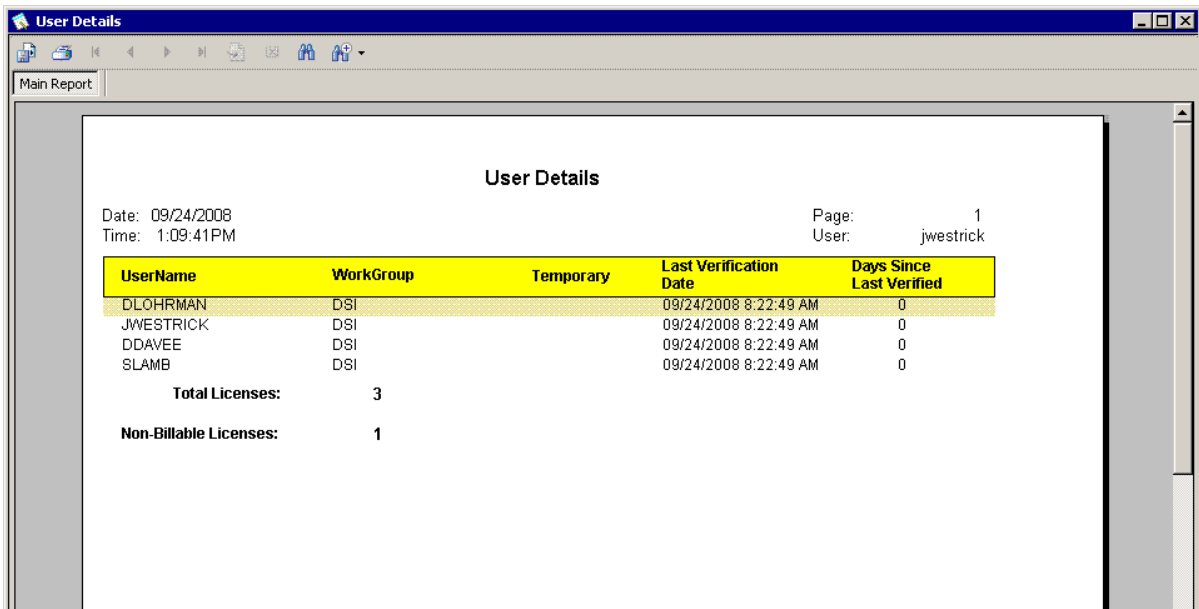 User Details
Main Report
User Details
Date: 09/24/2008 Page: 1
Time: 1:09:41PM User: jwestrick
UserName WorkGroup Temporary Last Verification Date Days Since Last Verified
DLOHRMAN DSI 09/24/2008 8:22:49 AM 0
JWESTRICK DSI 09/24/2008 8:22:49 AM 0
DDAVEE DSI 09/24/2008 8:22:49 AM 0
SLAMB DSI 09/24/2008 8:22:49 AM 0
Total Licenses: 3
Non-Billable Licenses: 1